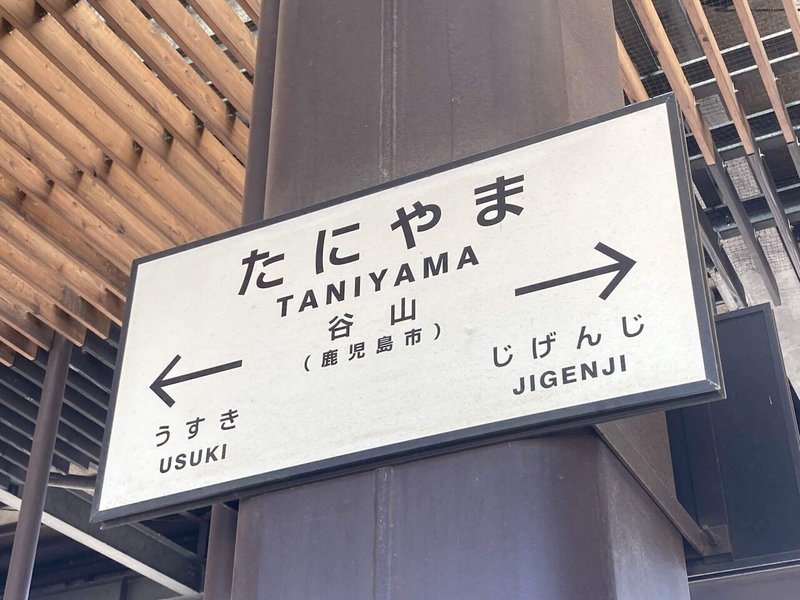 たにやま
TANIYAMA
谷山
(鹿児島市)
→
じげんじ
JIGENJI
←
うすき
USUKI